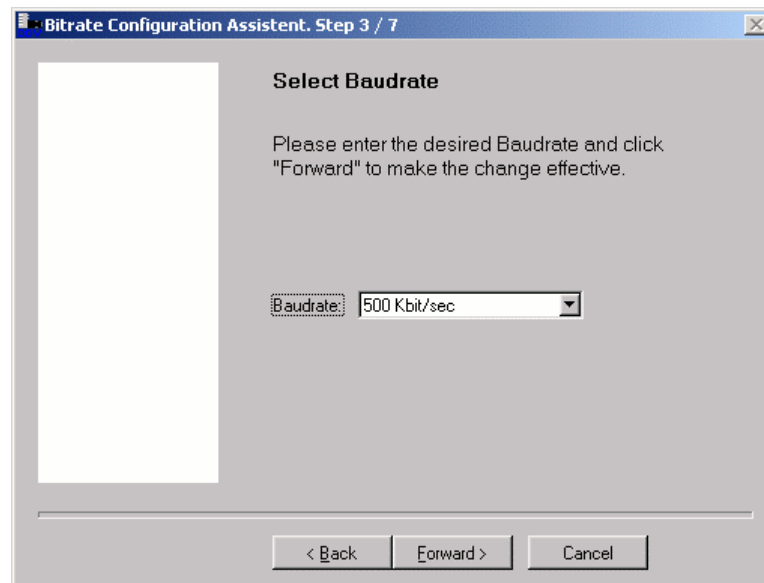 Bitrate Configuration Assistent. Step 3 / 7
Select Baudrate
Please enter the desired Baudrate and click
"Forward" to make the change effective.
Baudrate: 500 Kbit/sec
< Back Forward > Cancel